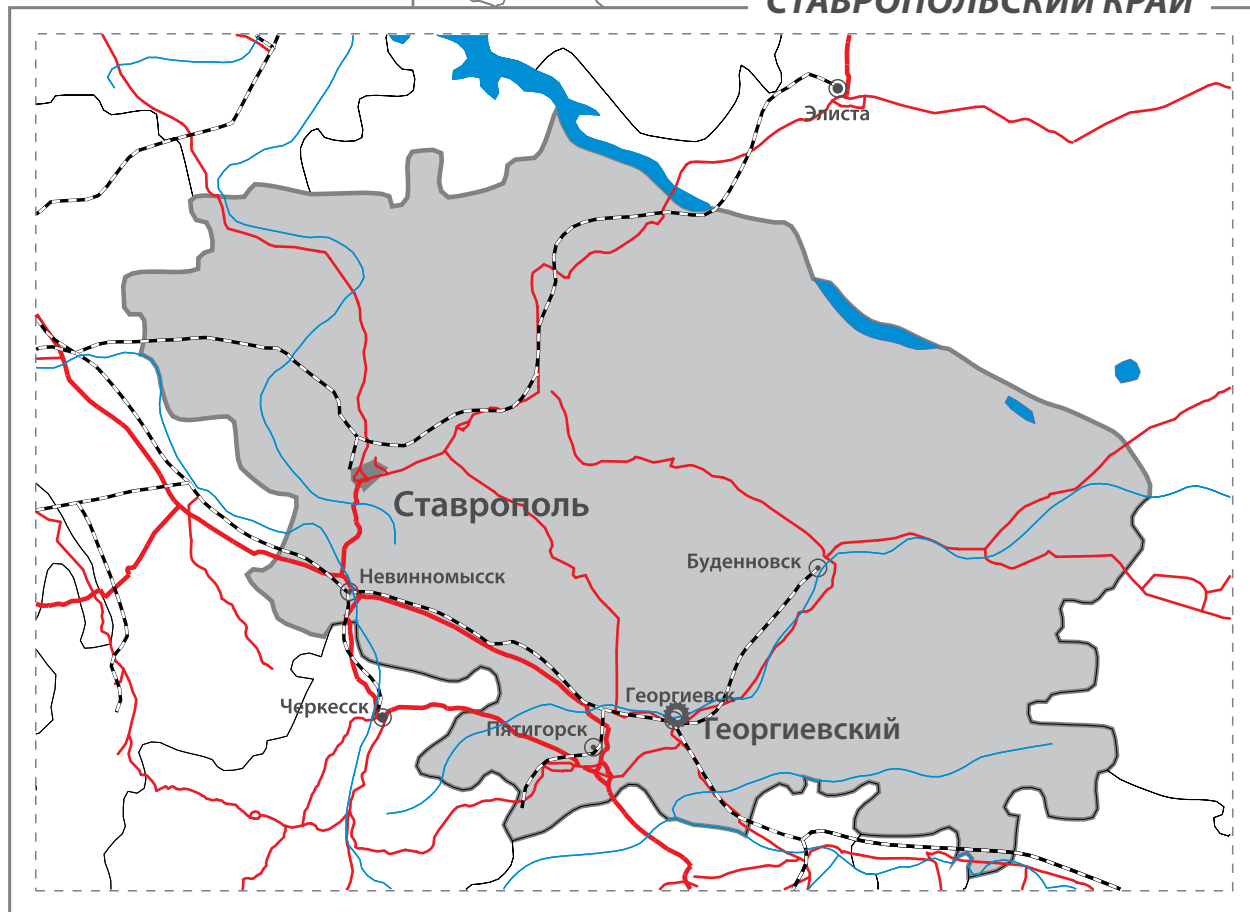 СТАВРОПОЛЬСКИЙ КРАЙ
Элиста
Ставрополь
Буденновск
Невинномысск
Георгиевск
Черкесск
Пятигорск
Георгиевский